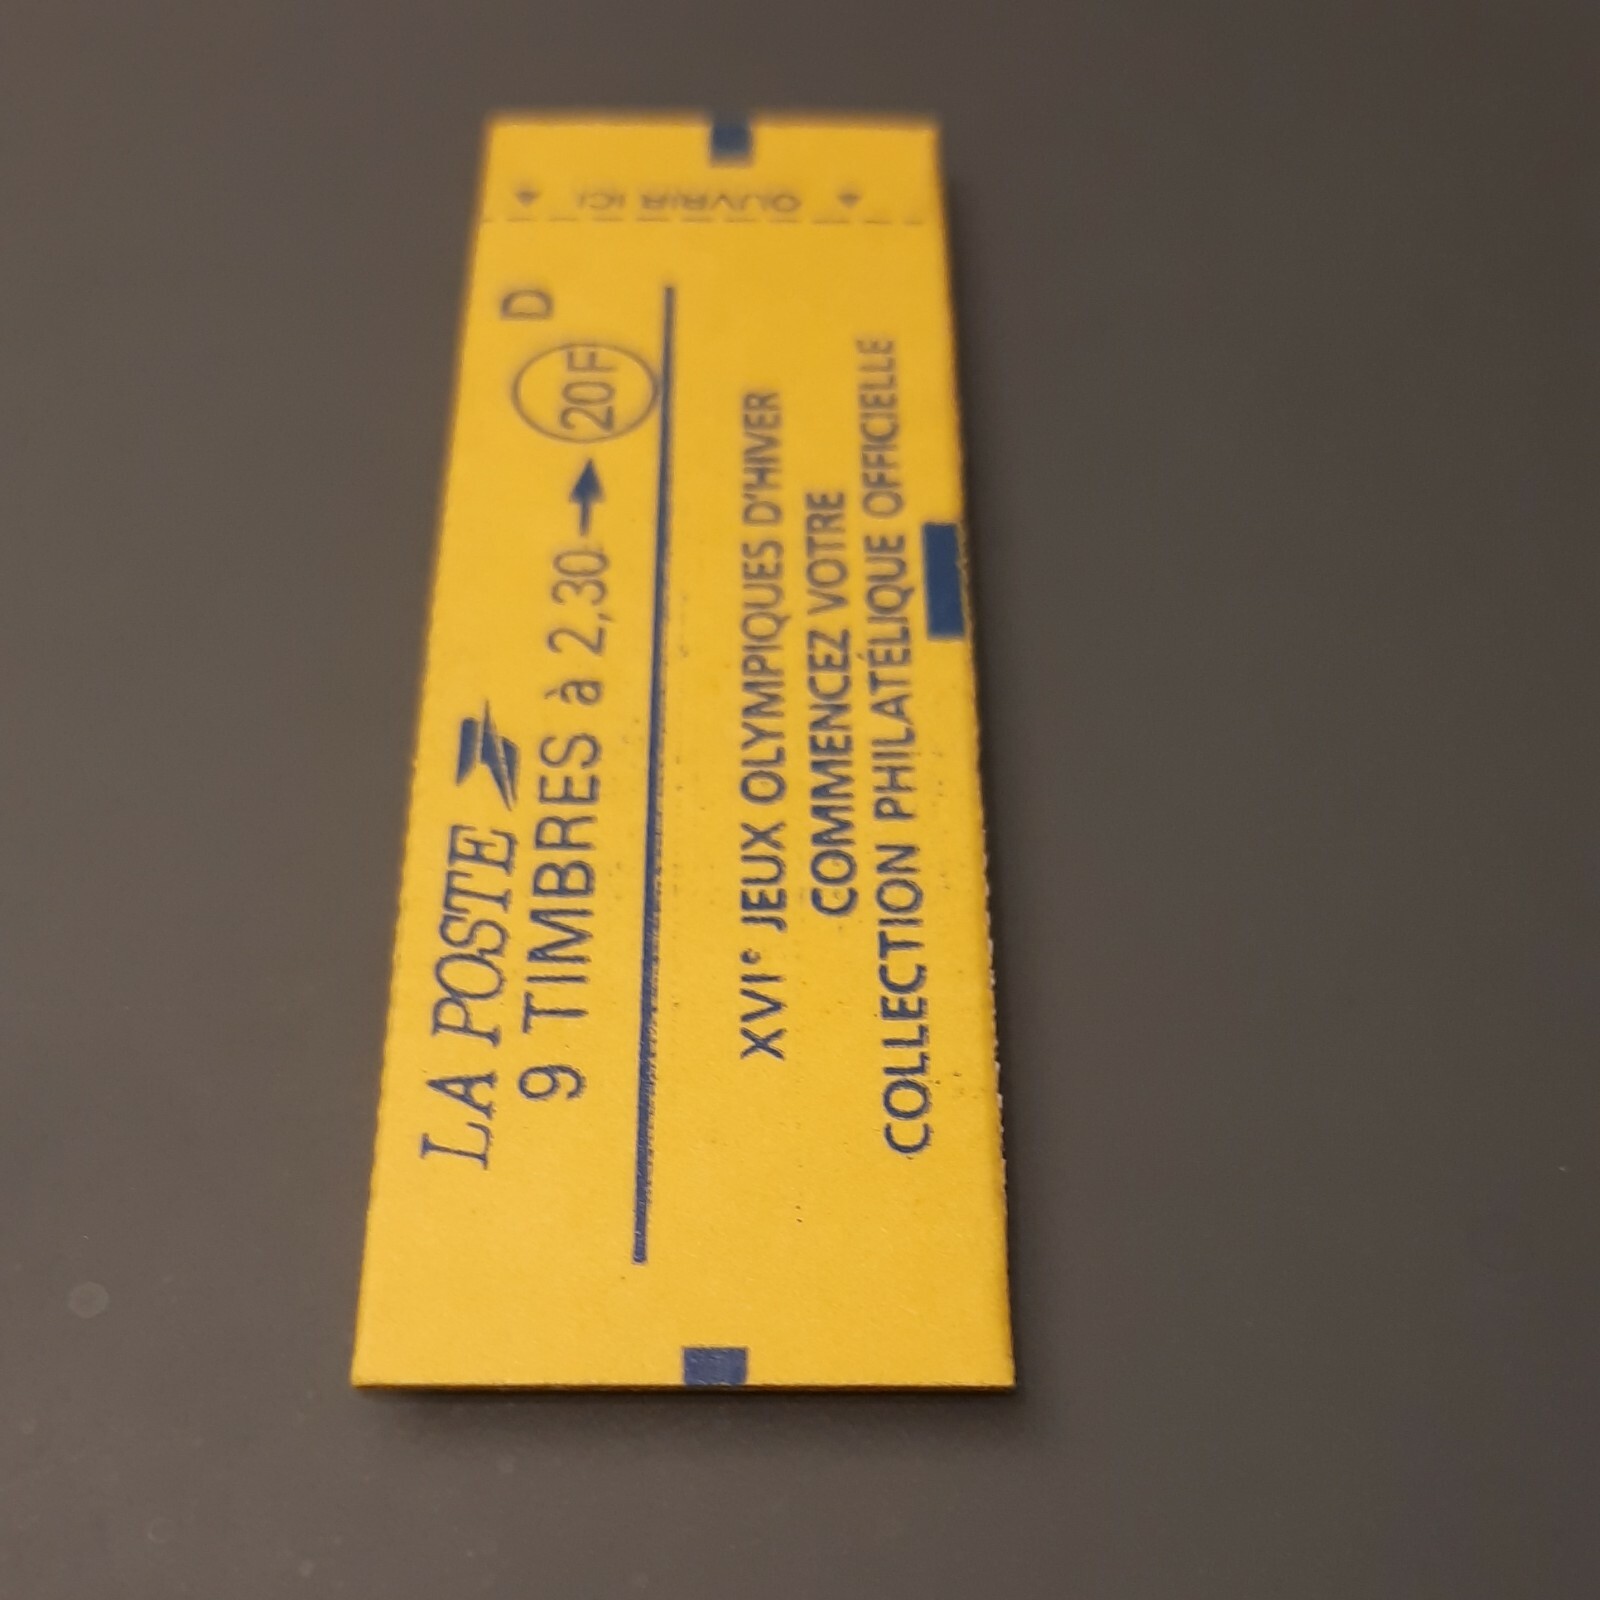 LA POSTE
9 TIMBRES à 2,30 → 20F D
XVIe JEUX OLYMPIQUES D'HIVER
COMMENCEZ VOTRE
COLLECTION PHILATÉLIQUE OFFICIELLE
OUVRIR ICI